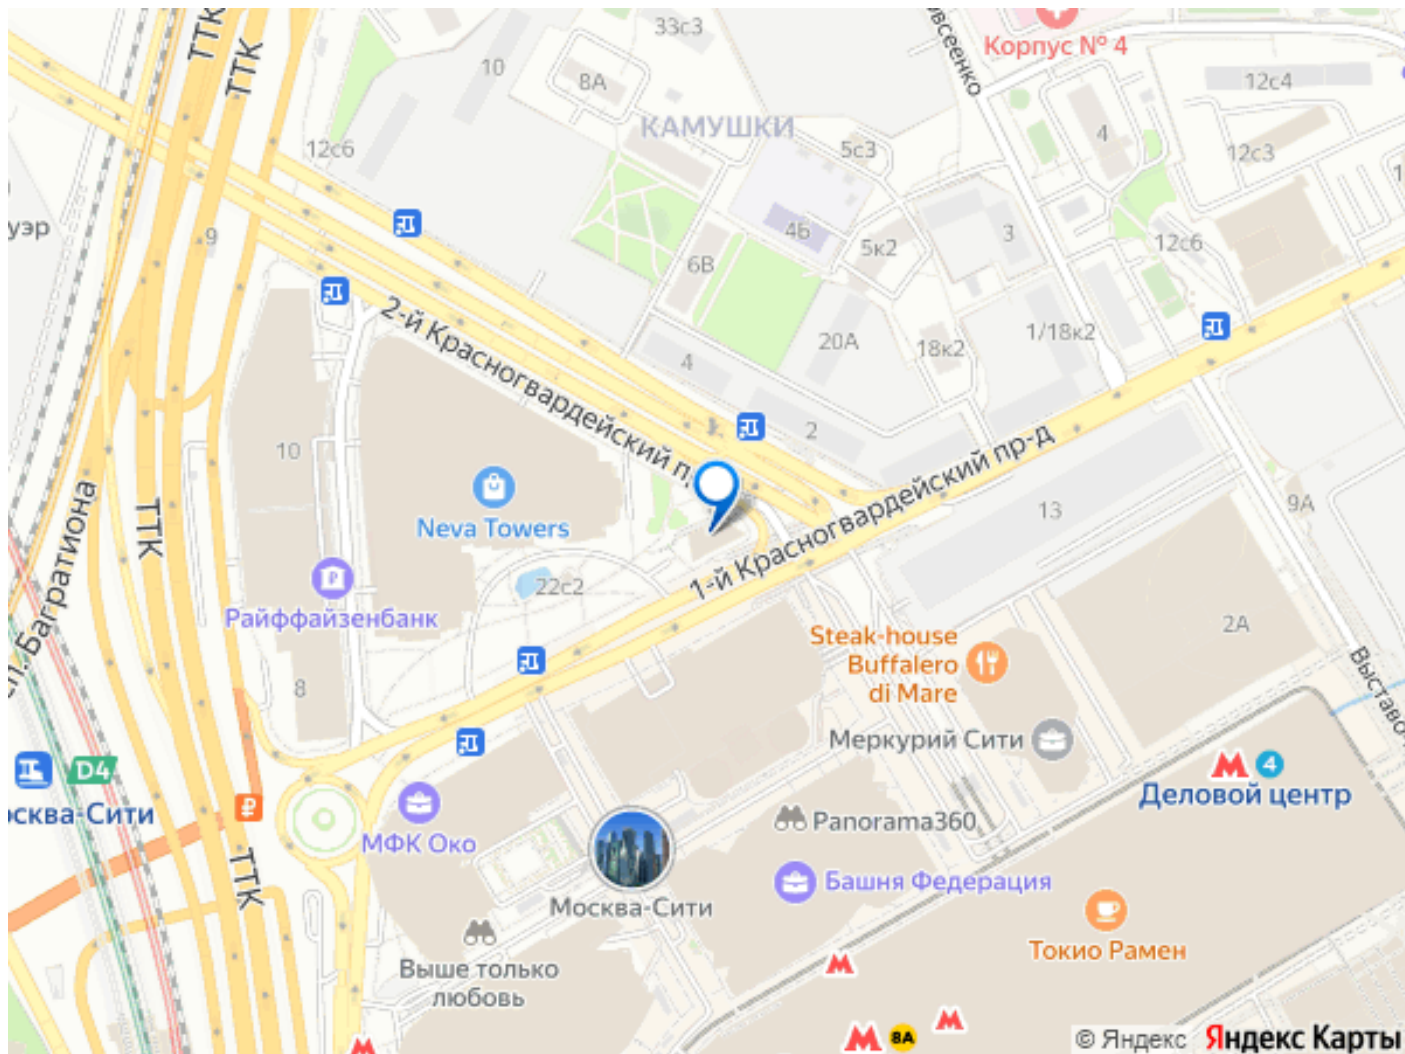 ТТК
ТТК
33с3
10
8А
Корпус № 4
12с4
КАМУШКИ
4
12с6
5с3
12с3
уэр
9
4Б
5к2
3
12с6
6В
2-й Красногвардейский
20А
18к2
1/18к2
4
2
10
1-й Красногвардейский пр-д
Neva Towers
13
9А
ТТК
Багратиона
22с2
Райффайзенбанк
Steak-house
Buffalero
di Mare
2А
8
Меркурий Сити
D4
4
Деловой центр
сква-Сити
МФК Око
Panorama360
ТТК
Башня Федерация
Москва-Сити
Токио Рамен
Выше только
любовь
8А
© Яндекс Яндекс Карты